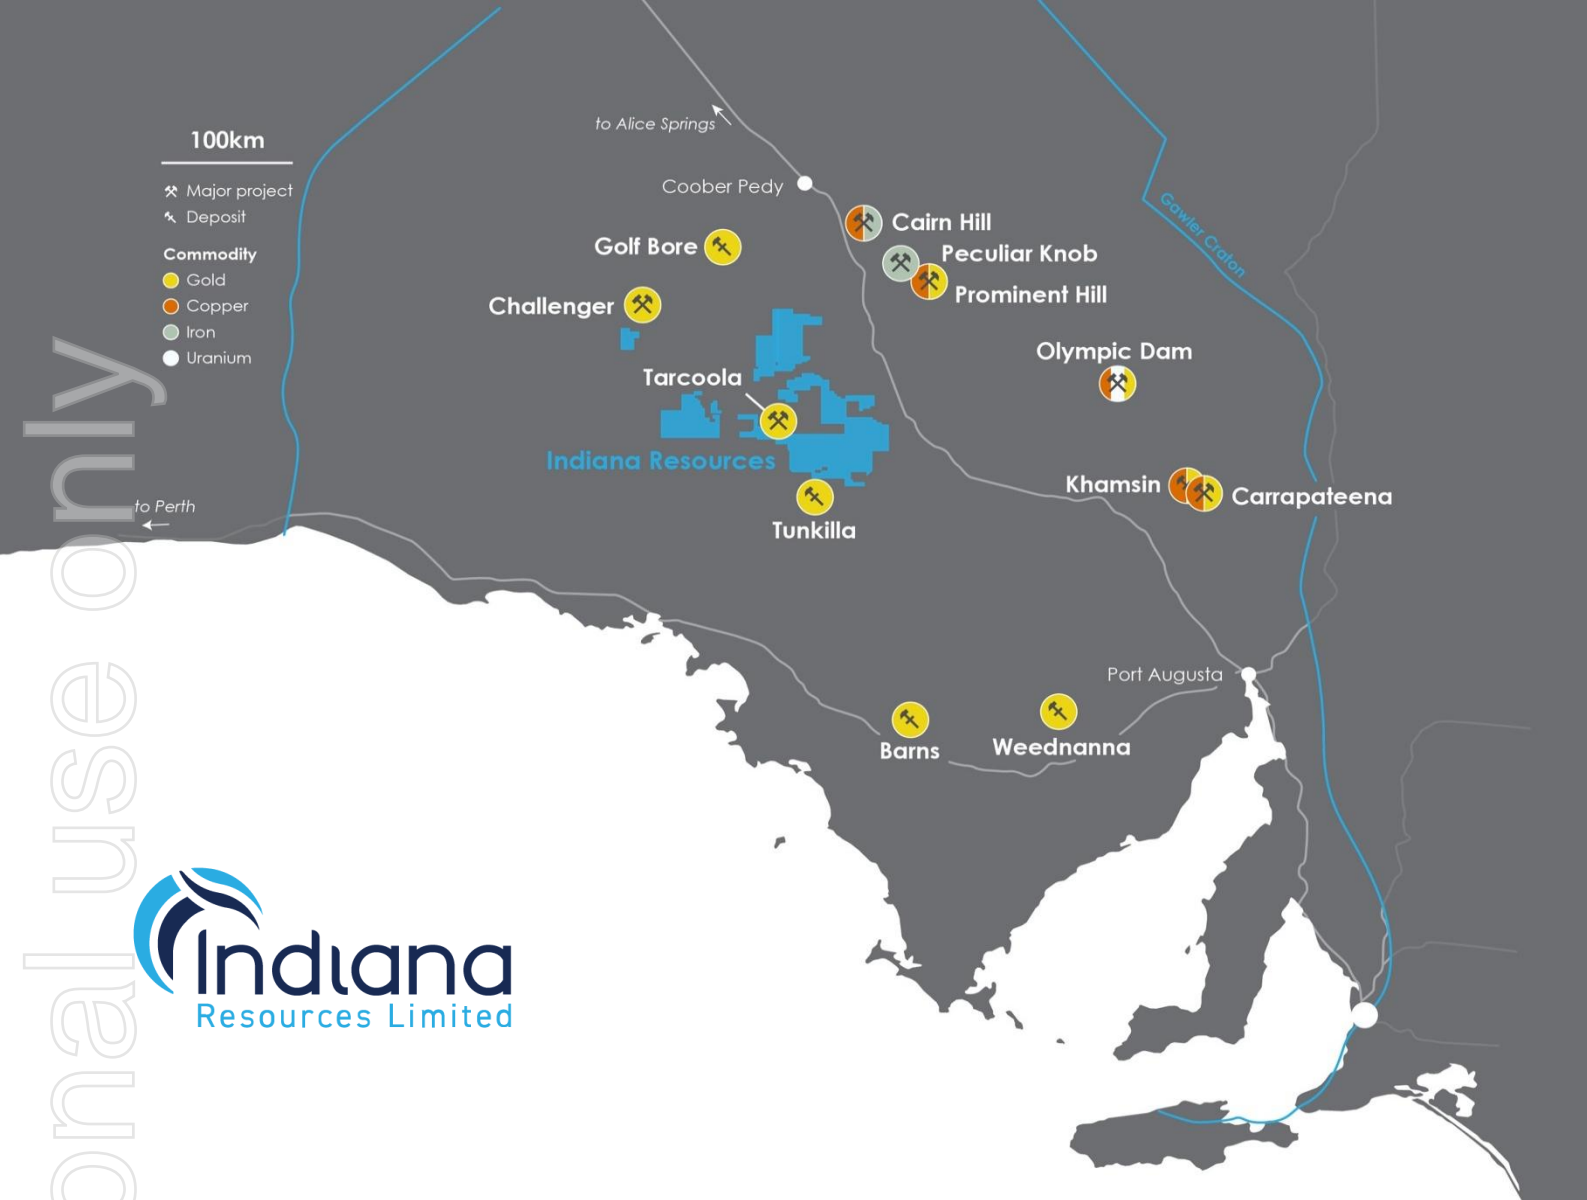 100km
Major project
Deposit
Commodity
Gold
Copper
Iron
Uranium
to Alice Springs
Coober Pedy
Cairn Hill
Golf Bore
Peculiar Knob
Prominent Hill
Challenger
Gawler Craton
Olympic Dam
Tarcoola
Indiana Resources
Khamsin
Carrapateena
to Perth
Tunkilla
Port Augusta
Barns
Weednanna
Indiana
Resources Limited
onal use only